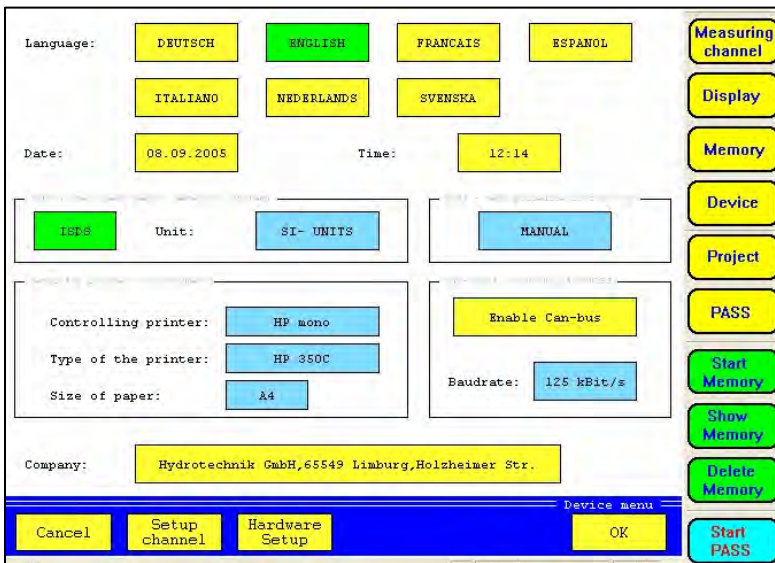 Language: DEUTSCH ENGLISH FRANCAIS ESPANOL
ITALIANO NEDERLANDS SVENSKA
Date: 08.09.2005 Time: 12:14
ISDS Unit: SI- UNITS
MANUAL
Controlling printer: HP mono
Type of the printer: HP 350C
Size of paper: A4
Enable Can-bus
Baudrate: 125 kBit/s
Company: Hydrotechnik GmbH,65549 Limburg,Holzheimer Str.
Device menu
Cancel
Setup
channel
Hardware
Setup
OK
Measuring
channel
Display
Memory
Device
Project
PASS
Start
Memory
Show
Memory
Delete
Memory
Start
PASS